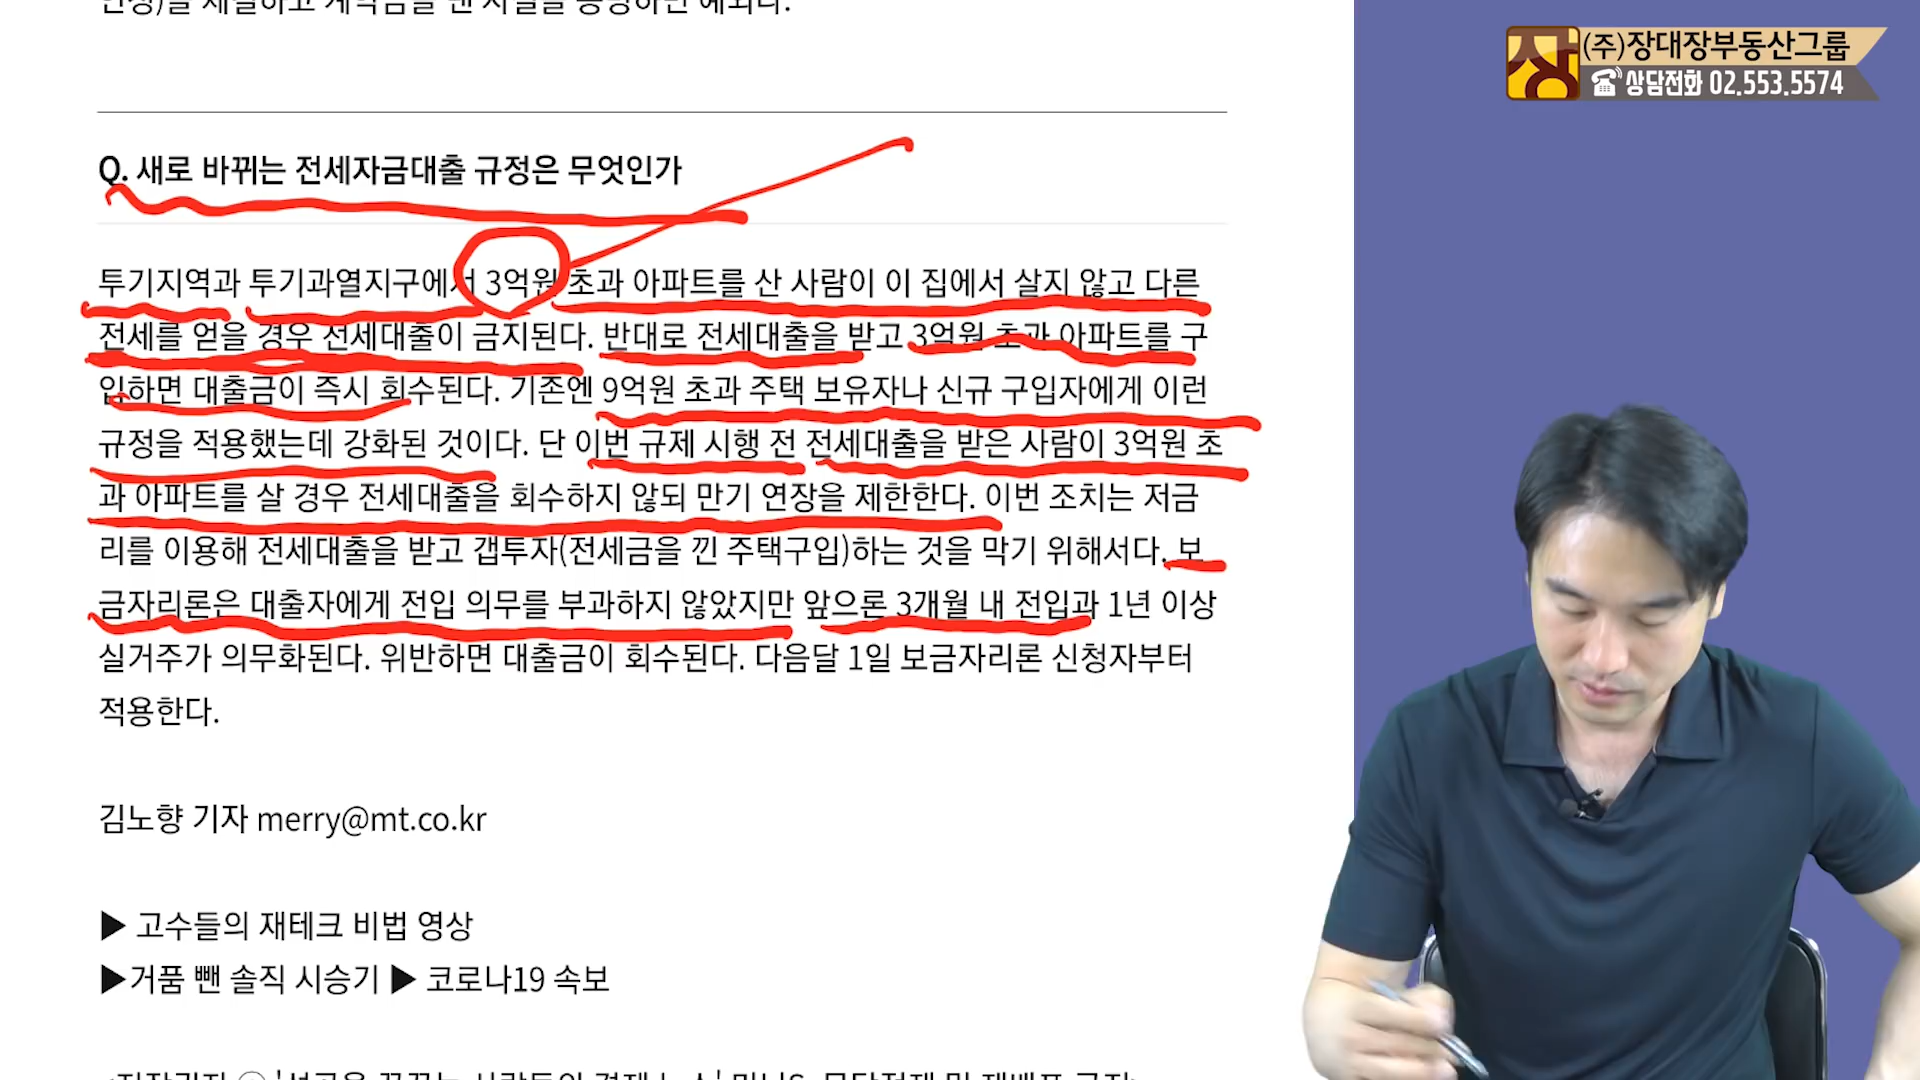 (주)장대장부동산그룹
상담전화 02.553.5574
Q. 새로 바뀌는 전세자금대출 규정은 무엇인가
투기지역과 투기과열지구에서 3억원 초과 아파트를 산 사람이 이 집에서 살지 않고 다른
전세를 얻을 경우 전세대출이 금지된다. 반대로 전세대출을 받고 3억원 초과 아파트를 구
입하면 대출금이 즉시 회수된다. 기존엔 9억원 초과 주택 보유자나 신규 구입자에게 이런
규정을 적용했는데 강화된 것이다. 단 이번 규제 시행 전 전세대출을 받은 사람이 3억원 초
과 아파트를 살 경우 전세대출을 회수하지 않되 만기 연장을 제한한다. 이번 조치는 저금
리를 이용해 전세대출을 받고 갭투자(전세금을 낀 주택구입)하는 것을 막기 위해서다. 보
금자리론은 대출자에게 전입 의무를 부과하지 않았지만 앞으론 3개월 내 전입과 1년 이상
실거주가 의무화된다. 위반하면 대출금이 회수된다. 다음달 1일 보금자리론 신청자부터
적용한다.
김노향 기자 merry@mt.co.kr
▶ 고수들의 재테크 비법 영상
▶거품 뺀 솔직 시승기 ▶ 코로나19 속보